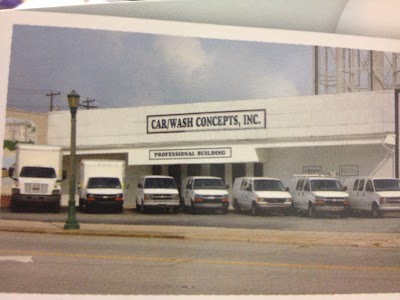 CAR/WASH CONCEPTS, INC.
PROFESSIONAL BUILDING